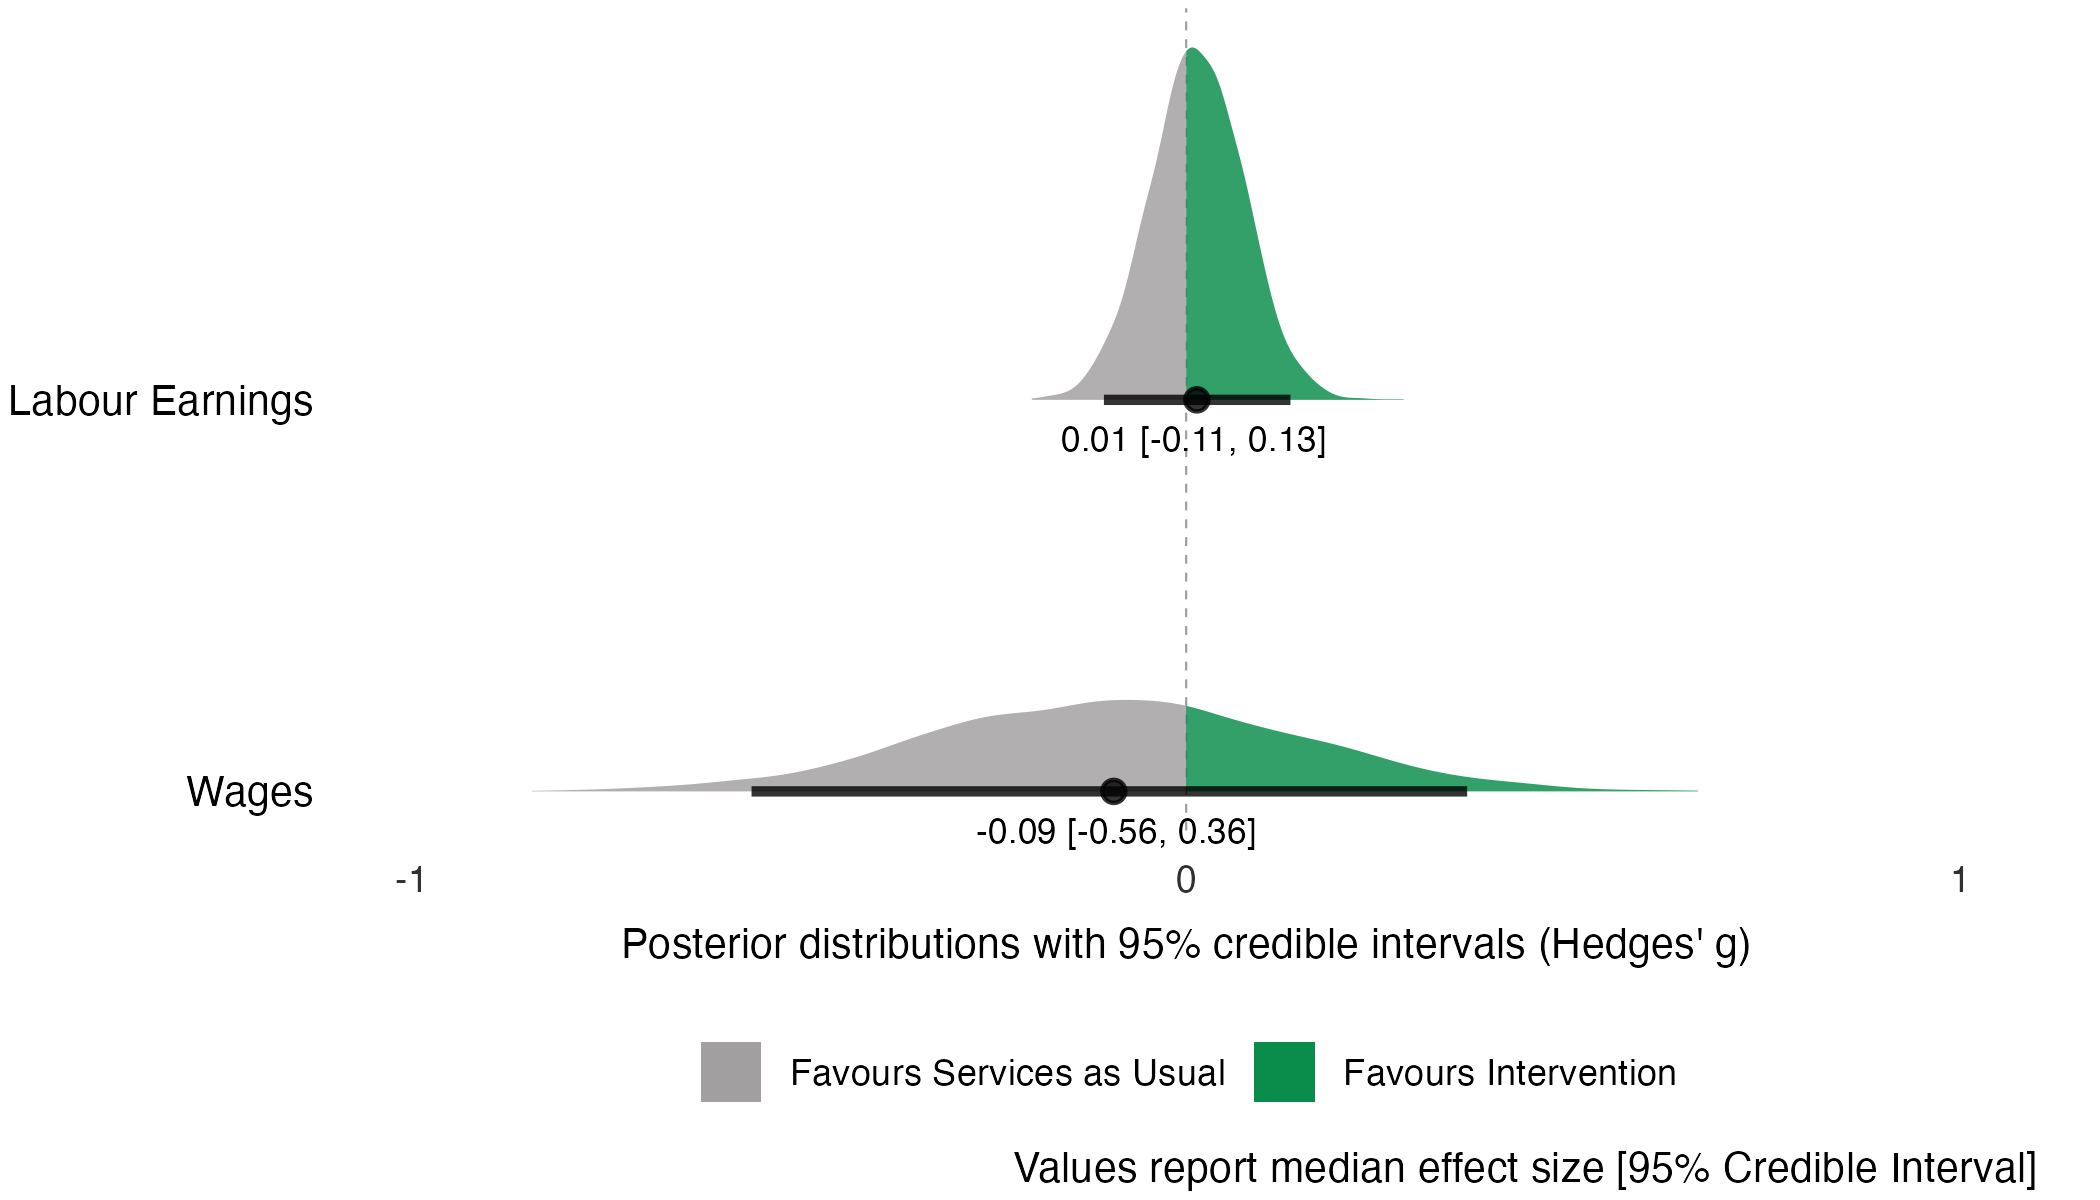 Labour Earnings
0.01 [-0.11, 0.13]
Wages
-0.09 [-0.56, 0.36]
-1 0 1
Posterior distributions with 95% credible intervals (Hedges' g)
Favours Services as Usual Favours Intervention
Values report median effect size [95% Credible Interval]